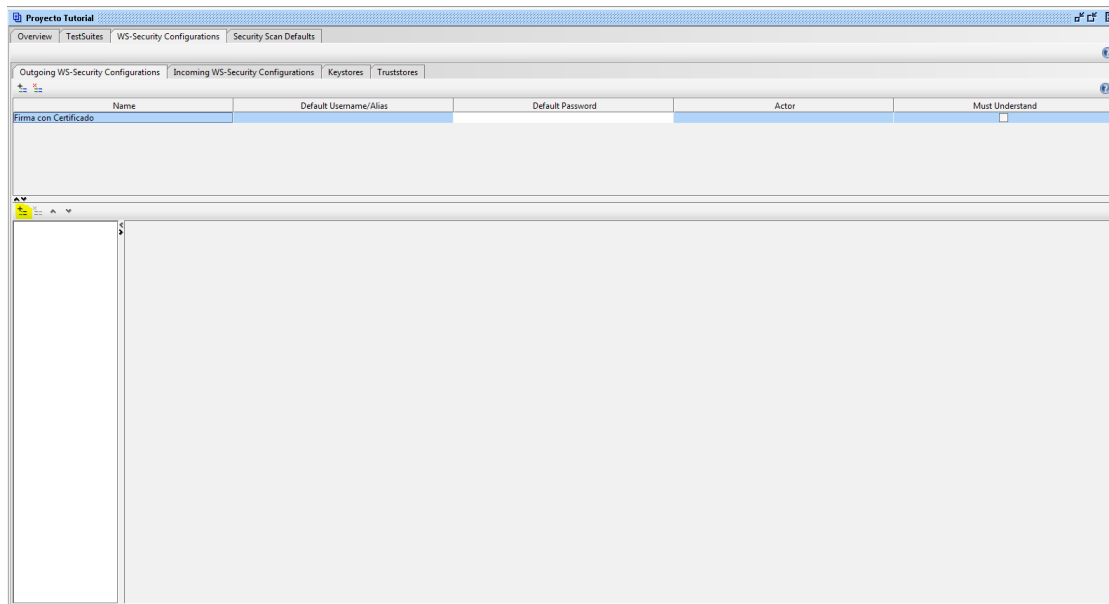 Proyecto Tutorial
Overview TestSuites WS-Security Configurations Security Scan Defaults
Outgoing WS-Security Configurations Incoming WS-Security Configurations Keystores Truststores
Name Default Username/Alias Default Password Actor Must Understand
Firma con Certificado